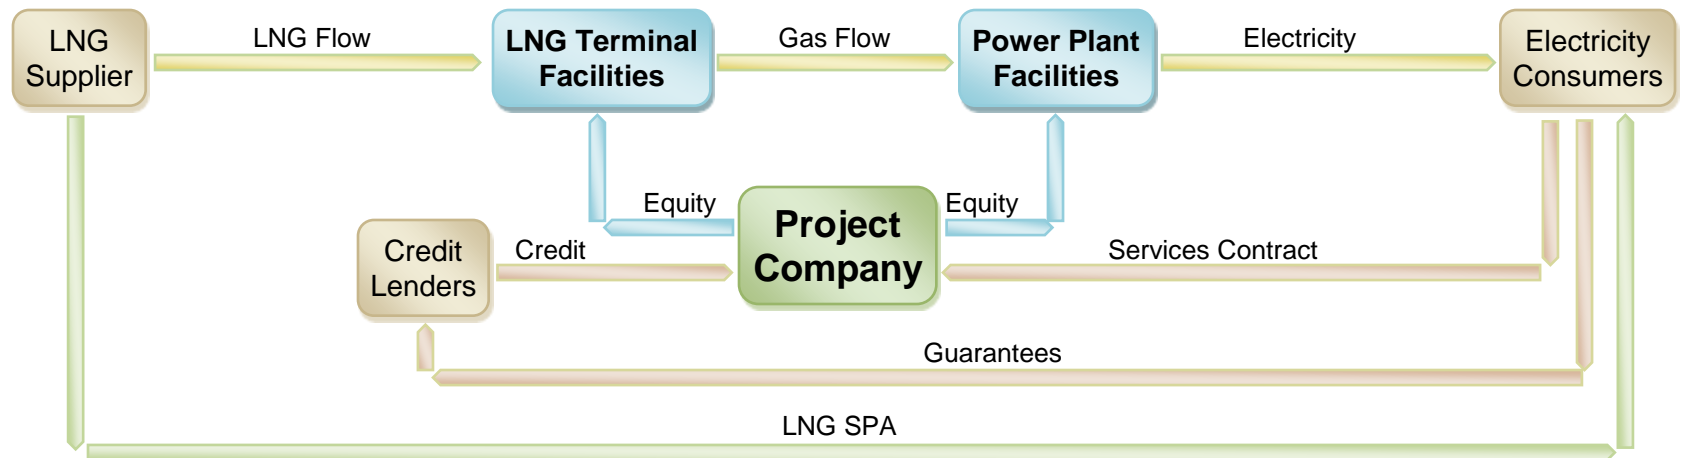 LNG
Supplier
LNG Flow
LNG Terminal
Facilities
Gas Flow
Power Plant
Facilities
Electricity
Electricity
Consumers
Equity
Project
Company
Equity
Credit
Lenders
Credit
Services Contract
Guarantees
LNG SPA